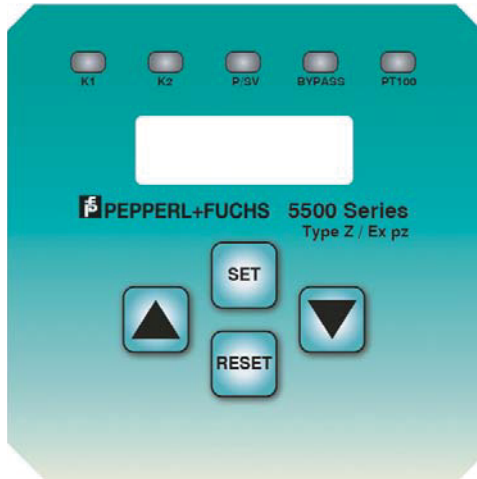 K1 K2 P/SV BYPASS PT100
PEPPERL+FUCHS 5500 Series
Type Z / Ex pz
SET
RESET